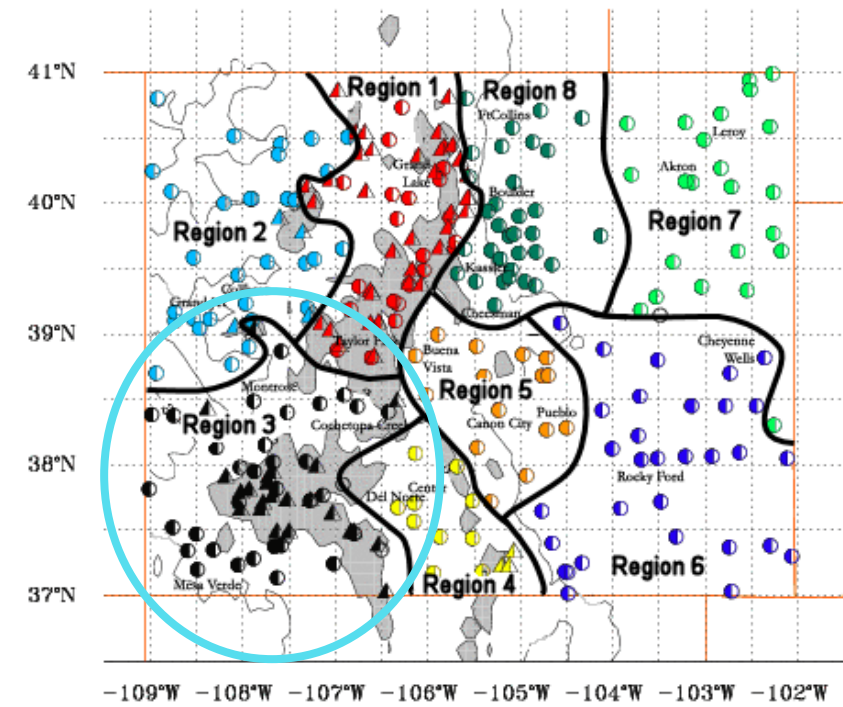 41°N
Region 1
Region 8
FtCollins
Leroy
Grand
Lake
Akron
40°N
Boulder
Region 2
Region 7
Kassler
Grand
Cheesman
39°N
Taylor
Buena
Vista
Cheyenne
Wells
Montrose
Region 5
Region 3
Cochetopa Creek
Canon City
Pueblo
38°N
Rocky Ford
Center
Del Norte
Mesa Verde
Region 4
Region 6
37°N
-109°W -108°W -107°W -106°W -105°W -104°W -103°W -102°W